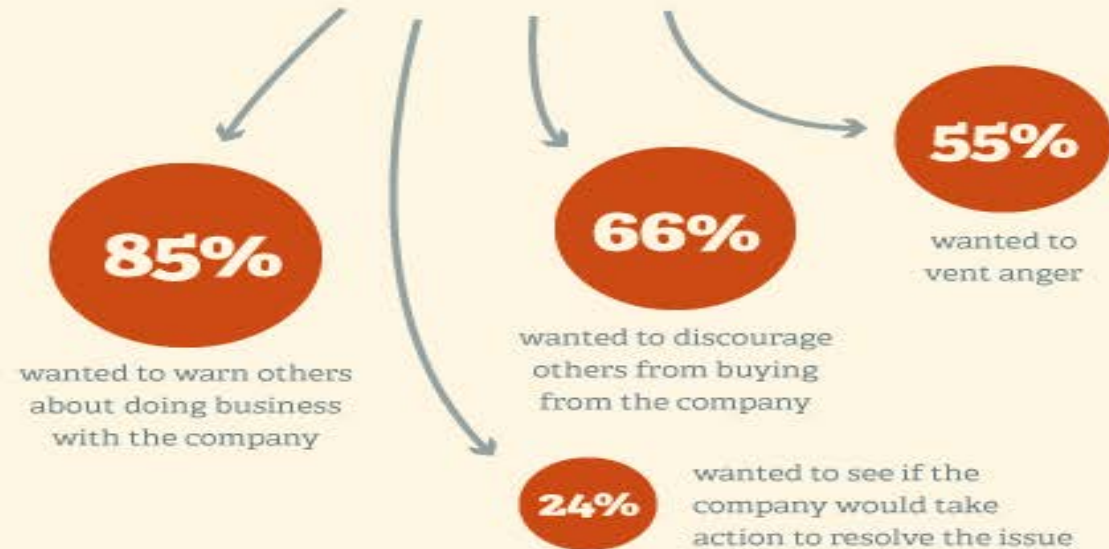 85%
wanted to warn others
about doing business
with the company
66%
wanted to discourage
others from buying
from the company
55%
wanted to
vent anger
24%
wanted to see if the
company would take
action to resolve the issue